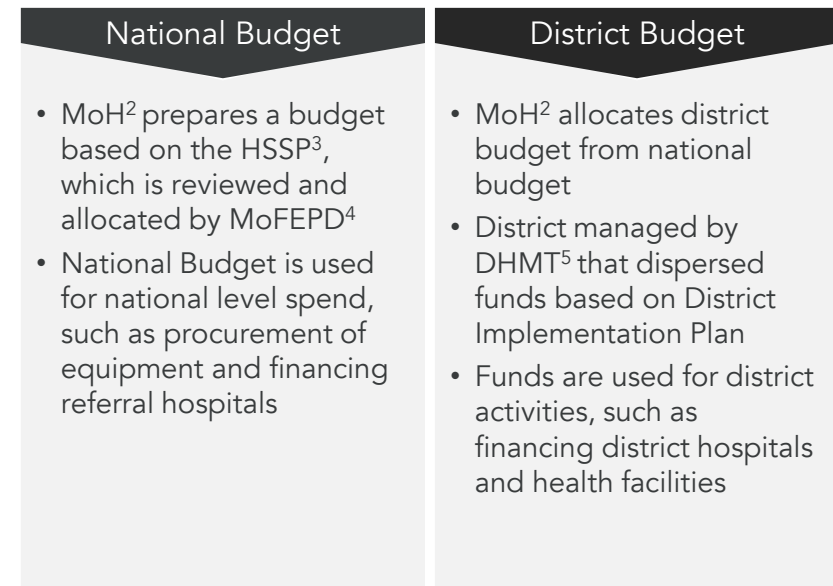 National Budget
• MoH² prepares a budget
based on the HSSP³,
which is reviewed and
allocated by MoFEPD⁴
• National Budget is used
for national level spend,
such as procurement of
equipment and financing
referral hospitals
District Budget
• MoH² allocates district
budget from national
budget
• District managed by
DHMT⁵ that dispersed
funds based on District
Implementation Plan
• Funds are used for district
activities, such as
financing district hospitals
and health facilities